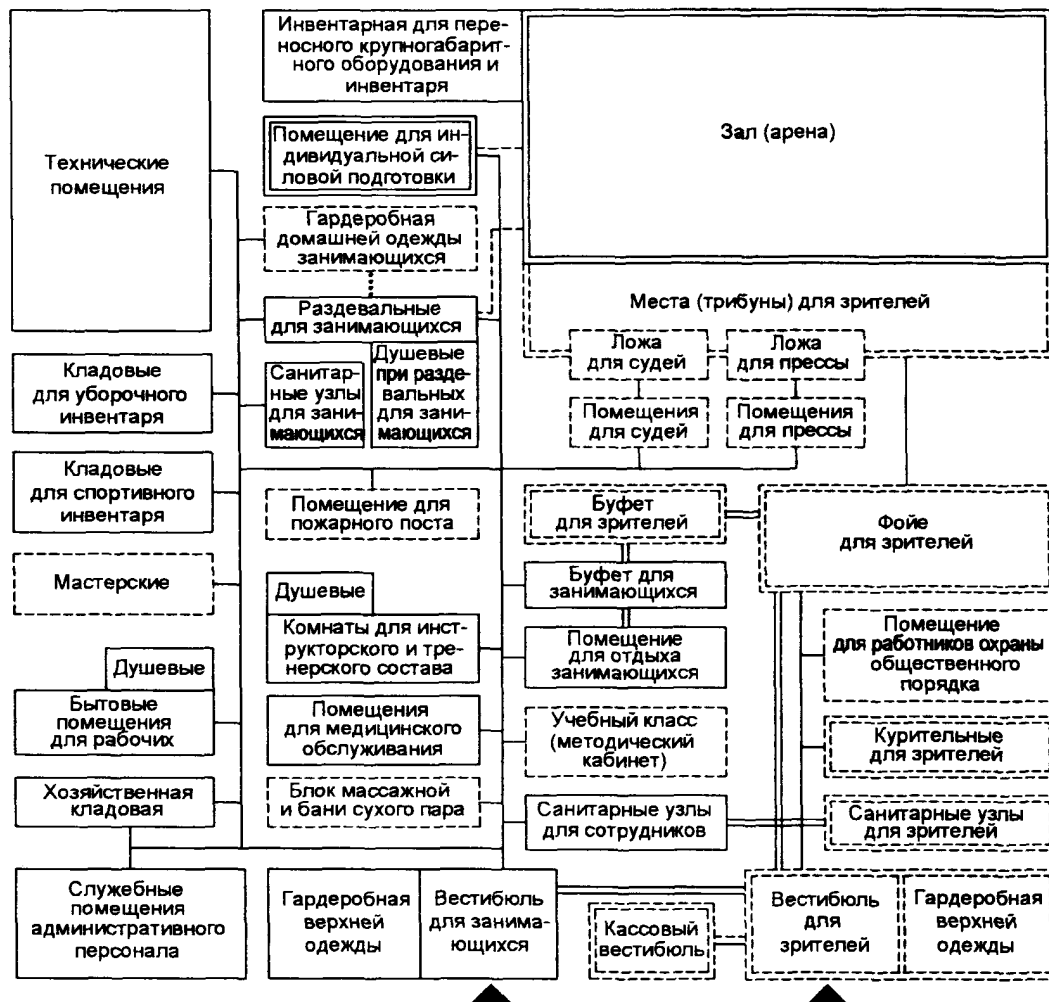 Инвентарная для пере-
носного крупногабарит-
ного оборудования и
инвентаря
Зал (арена)
Технические
помещения
Помещение для ин-
дивидуальной си-
ловой подготовки
Гардеробная
домашней одежды
занимающихся
Места (трибуны) для зрителей
Раздевальные
для занимающихся
Ложа
для судей
Ложа
для прессы
Кладовые
для уборочного
инвентаря
Санитар-
ные узлы
для зани-
мающихся
Душевые
при разде-
вальных
для зани-
мающихся
Помещения
для судей
Помещения
для прессы
Кладовые
для спортивного
инвентаря
Помещение для
пожарного поста
Буфет
для зрителей
Фойе
для зрителей
Мастерские
Душевые
Комнаты для инст-
рукторского и тре-
нерского состава
Буфет для
занимающихся
Помещение
для отдыха
занимающихся
Помещение
для работников охраны
общественного
порядка
Душевые
Бытовые
помещения
для рабочих
Помещения
для медицинского
обслуживания
Учебный класс
(методический
кабинет)
Курительные
для зрителей
Хозяйственная
кладовая
Блок массажной
и бани сухого пара
Санитарные узлы
для сотрудников
Санитарные узлы
для зрителей
Служебные
помещения
административного
персонала
Гардеробная
верхней
одежды
Вестибюль
для занима-
ющихся
Кассовый
вестибюль
Вестибюль
для
зрителей
Гардеробная
верхней
одежды